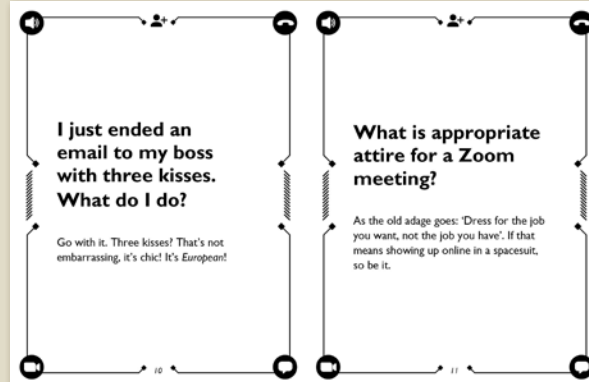 I just ended an
email to my boss
with three kisses.
What do I do?
Go with it. Three kisses? That's not
embarrassing, it's chic! It's European!
10
What is appropriate
attire for a Zoom
meeting?
As the old adage goes: 'Dress for the job
you want, not the job you have'. If that
means showing up online in a spacesuit,
so be it.
11